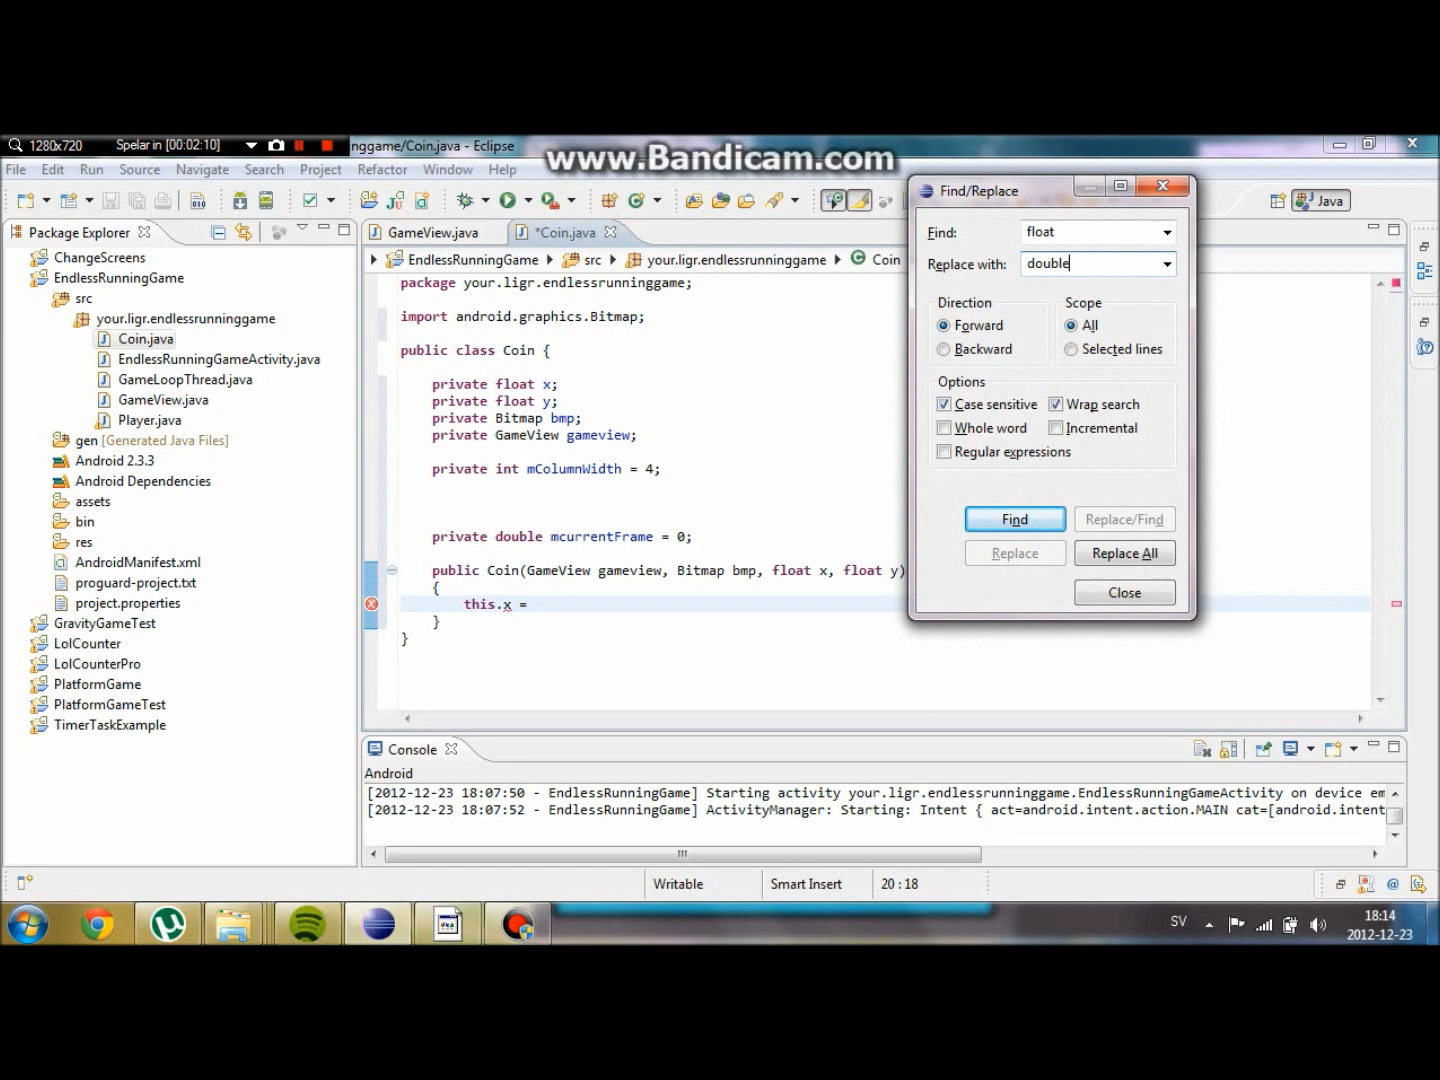 1280x720 Spelar in [00:02:10] nggame/Coin.java - Eclipse
www.Bandicam.com
File Edit Run Source Navigate Search Project Refactor Window Help
Java
Package Explorer
ChangeScreens
EndlessRunningGame
src
your.ligr.endlessrunninggame
Coin.java
EndlessRunningGameActivity.java
GameLoopThread.java
GameView.java
Player.java
gen [Generated Java Files]
Android 2.3.3
Android Dependencies
assets
bin
res
AndroidManifest.xml
proguard-project.txt
project.properties
GravityGameTest
LolCounter
LolCounterPro
PlatformGame
PlatformGameTest
TimerTaskExample
GameView.java *Coin.java
EndlessRunningGame src your.ligr.endlessrunninggame Coin
package your.ligr.endlessrunninggame;
import android.graphics.Bitmap;
public class Coin {
private float x;
private float y;
private Bitmap bmp;
private GameView gameview;
private int mColumnWidth = 4;
private double mcurrentFrame = 0;
public Coin(GameView gameview, Bitmap bmp, float x, float y)
{
this.x =
}
}
Find/Replace
Find: float
Replace with: double
Direction Scope
Forward All
Backward Selected lines
Options
Case sensitive Wrap search
Whole word Incremental
Regular expressions
Find Replace/Find
Replace Replace All
Close
Console
Android
[2012-12-23 18:07:50 - EndlessRunningGame] Starting activity your.ligr.endlessrunninggame.EndlessRunningGameActivity on device em
[2012-12-23 18:07:52 - EndlessRunningGame] ActivityManager: Starting: Intent { act=android.intent.action.MAIN cat=[android.intent
Writable Smart Insert 20 : 18
SV 18:14
2012-12-23